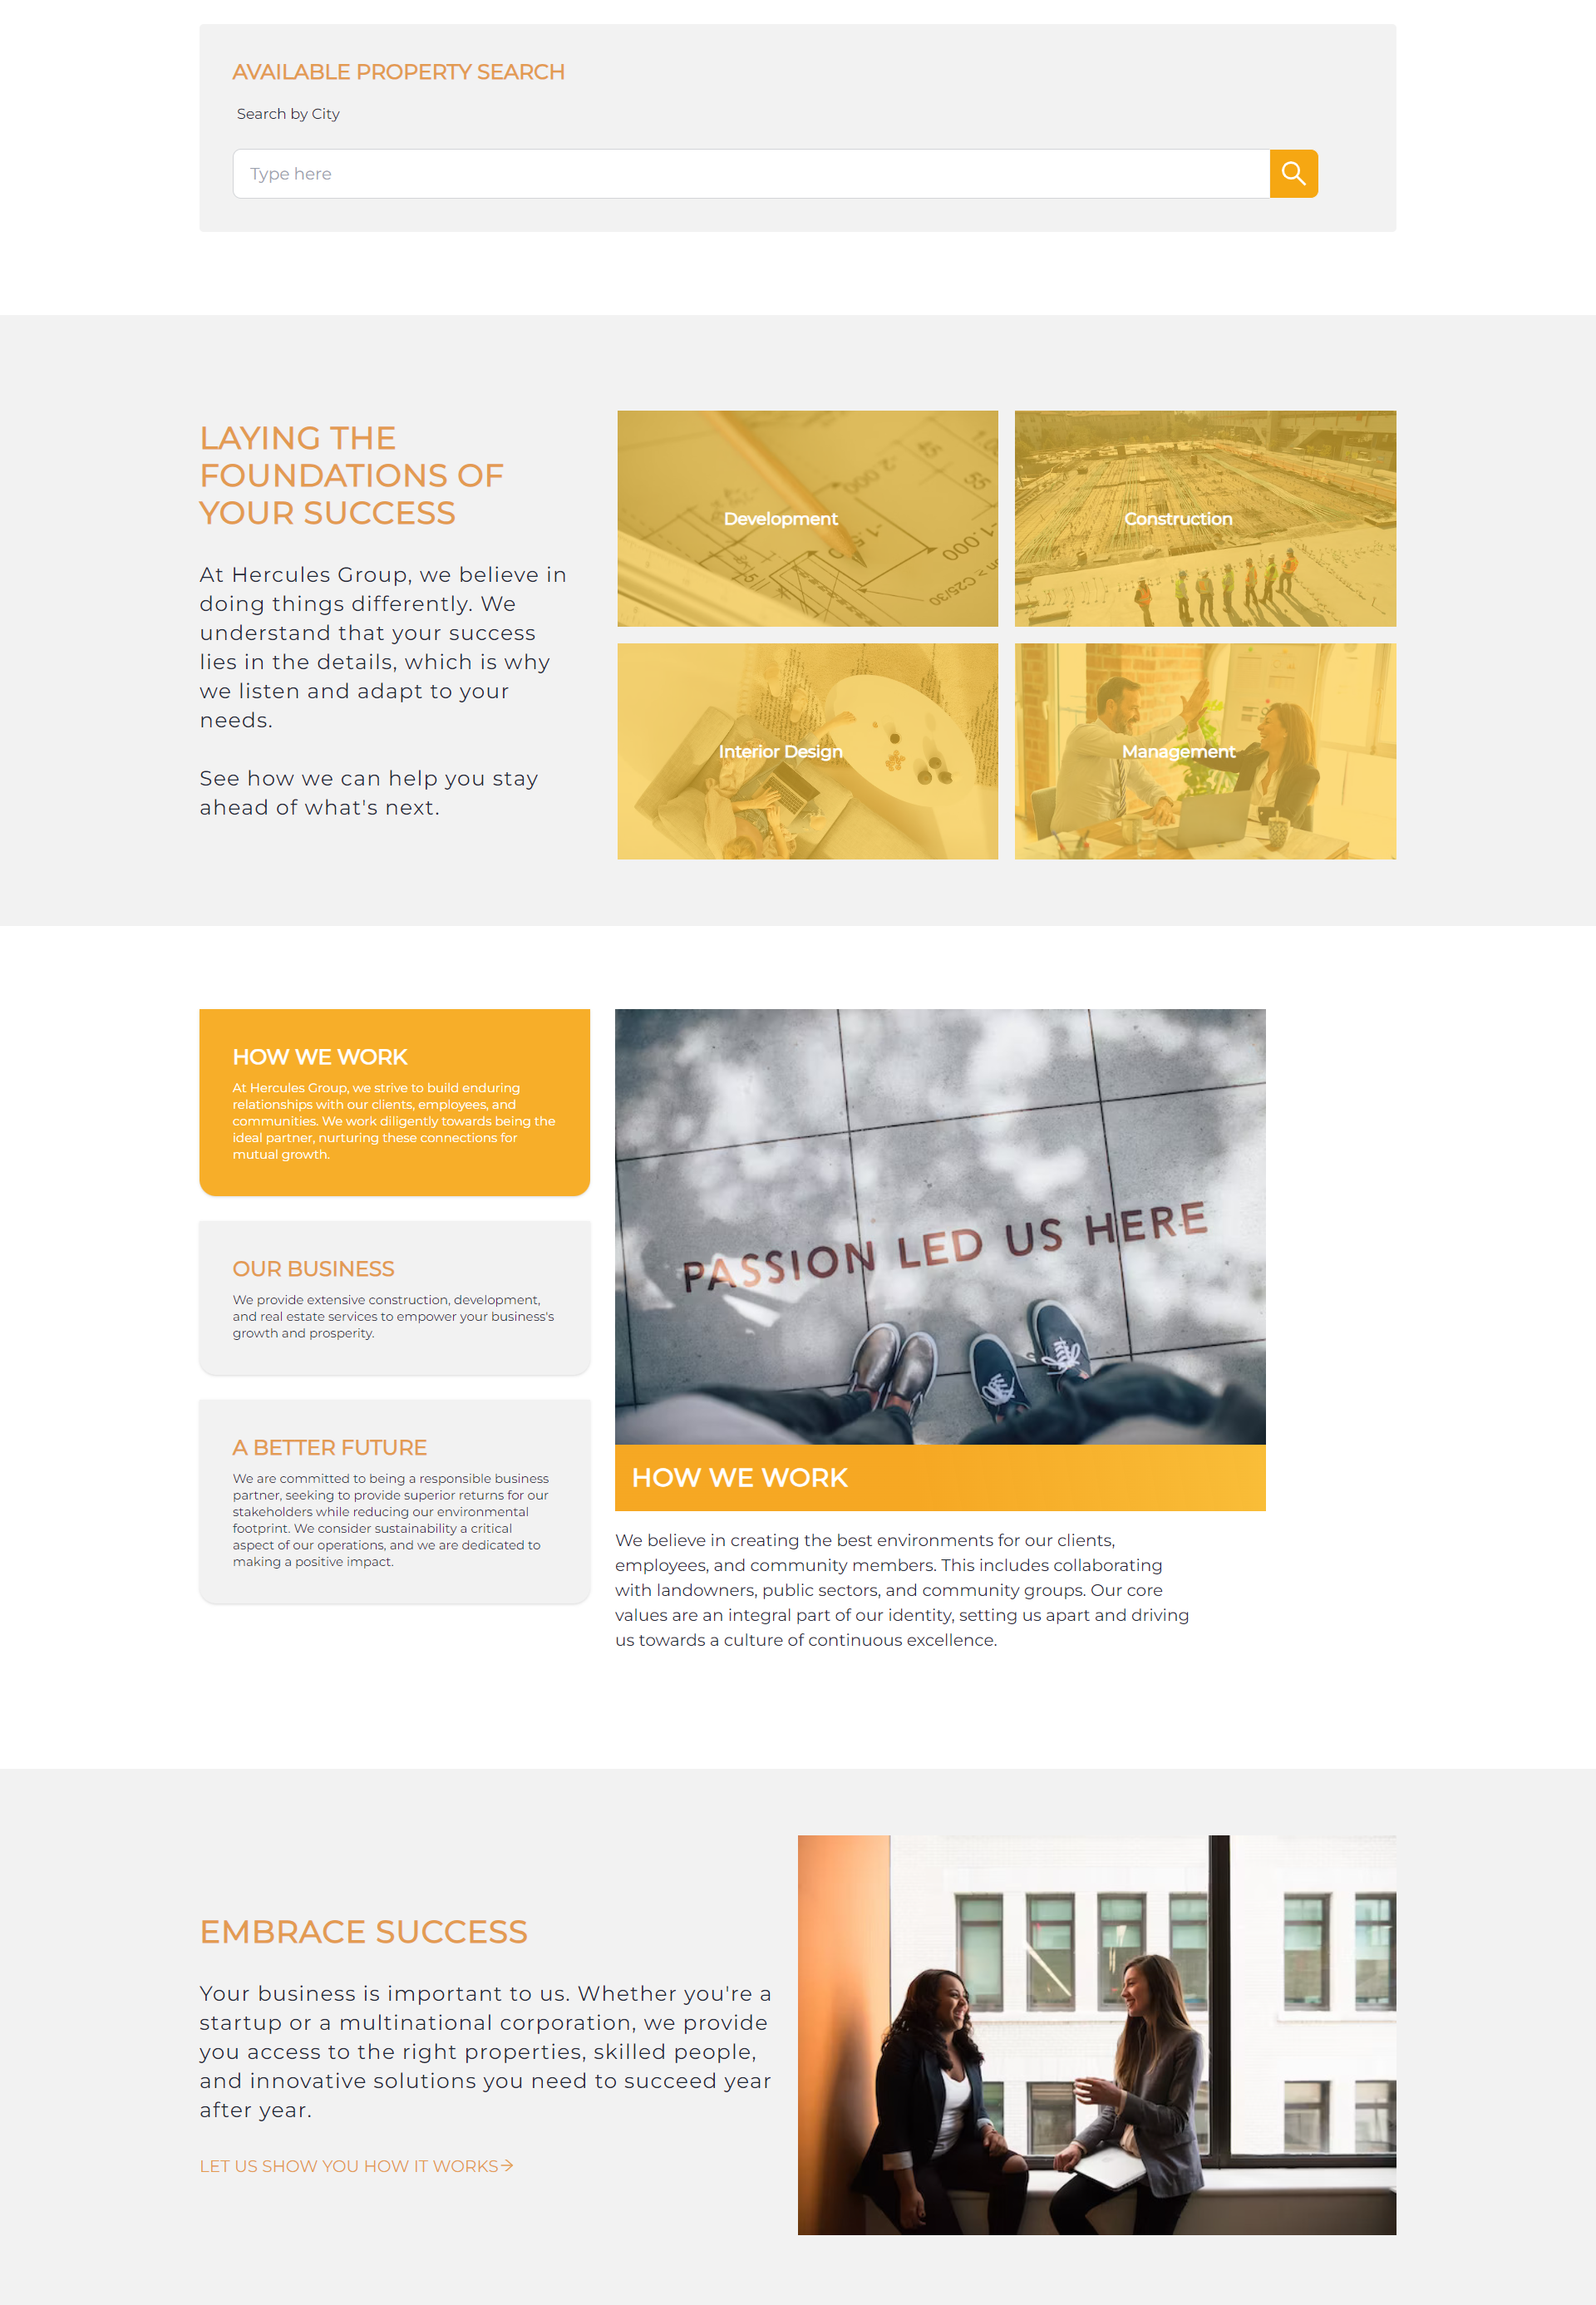 AVAILABLE PROPERTY SEARCH
Search by City
Type here
LAYING THE
FOUNDATIONS OF
YOUR SUCCESS
At Hercules Group, we believe in
doing things differently. We
understand that your success
lies in the details, which is why
we listen and adapt to your
needs.
See how we can help you stay
ahead of what's next.
Development
Construction
Interior Design
Management
HOW WE WORK
At Hercules Group, we strive to build enduring
relationships with our clients, employees, and
communities. We work diligently towards being the
ideal partner, nurturing these connections for
mutual growth.
OUR BUSINESS
We provide extensive construction, development,
and real estate services to empower your business's
growth and prosperity.
A BETTER FUTURE
We are committed to being a responsible business
partner, seeking to provide superior returns for our
stakeholders while reducing our environmental
footprint. We consider sustainability a critical
aspect of our operations, and we are dedicated to
making a positive impact.
PASSION LED US HERE
HOW WE WORK
We believe in creating the best environments for our clients,
employees, and community members. This includes collaborating
with landowners, public sectors, and community groups. Our core
values are an integral part of our identity, setting us apart and driving
us towards a culture of continuous excellence.
EMBRACE SUCCESS
Your business is important to us. Whether you're a
startup or a multinational corporation, we provide
you access to the right properties, skilled people,
and innovative solutions you need to succeed year
after year.
LET US SHOW YOU HOW IT WORKS→